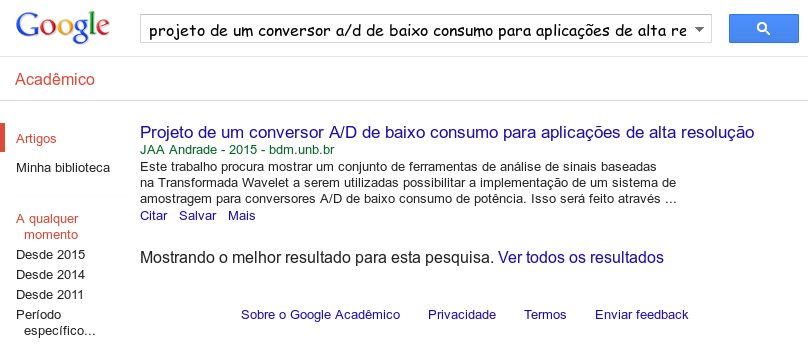 Google
projeto de um conversor a/d de baixo consumo para aplicações de alta re
Acadêmico
Artigos
Minha biblioteca
A qualquer
momento
Desde 2015
Desde 2014
Desde 2011
Período
específico...
Projeto de um conversor A/D de baixo consumo para aplicações de alta resolução
JAA Andrade - 2015 - bdm.unb.br
Este trabalho procura mostrar um conjunto de ferramentas de análise de sinais baseadas
na Transformada Wavelet a serem utilizadas possibilitar a implementação de um sistema de
amostragem para conversores A/D de baixo consumo de potência. Isso será feito através ...
Citar Salvar Mais
Mostrando o melhor resultado para esta pesquisa. Ver todos os resultados
Sobre o Google Acadêmico Privacidade Termos Enviar feedback